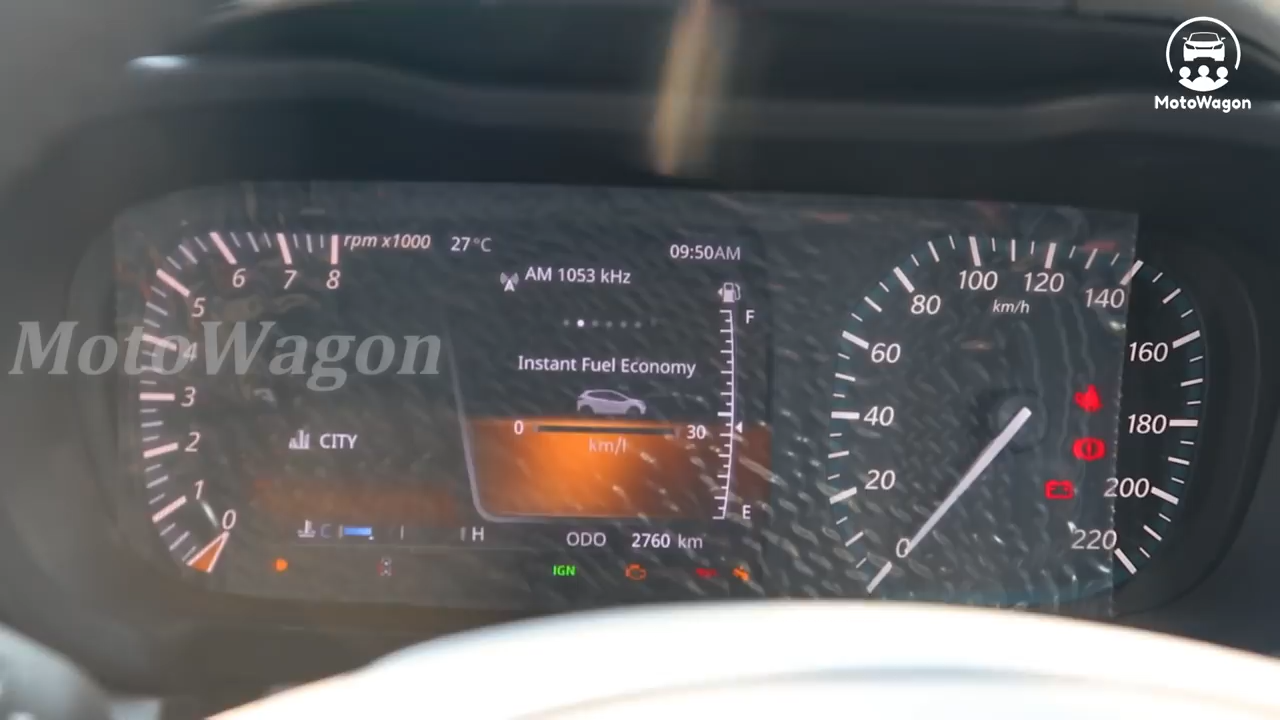 MotoWagon
rpm x1000
27°C
09:50AM
AM 1053 kHz
Instant Fuel Economy
0
30
km/l
F
E
CITY
C
H
ODO
2760 km
IGN
0
1
2
3
4
5
6
7
8
MotoWagon
km/h
0
20
40
60
80
100
120
140
160
180
200
220